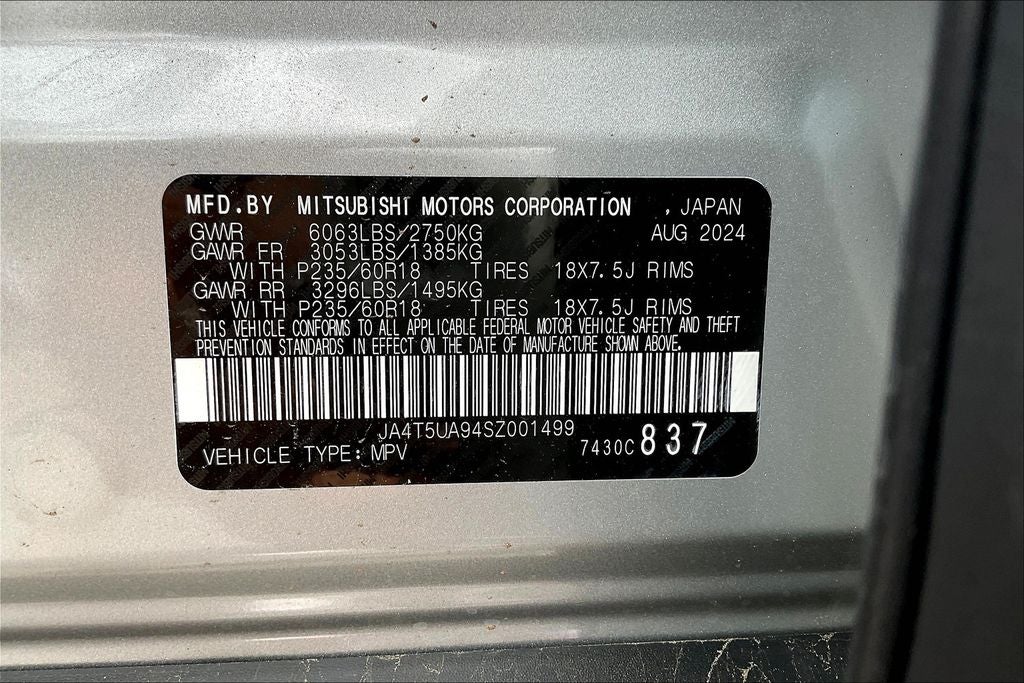 MFD.BY MITSUBISHI MOTORS CORPORATION , JAPAN
GVWR 6063LBS/2750KG AUG 2024
GAWR FR 3053LBS/1385KG
WITH P235/60R18 TIRES 18X7.5J RIMS
GAWR RR 3296LBS/1495KG
WITH P235/60R18 TIRES 18X7.5J RIMS
THIS VEHICLE CONFORMS TO ALL APPLICABLE FEDERAL MOTOR VEHICLE SAFETY AND THEFT
PREVENTION STANDARDS IN EFFECT ON THE DATE OF MANUFACTURE SHOWN ABOVE.
JA4T5UA94SZ001499
VEHICLE TYPE: MPV 7430C 837